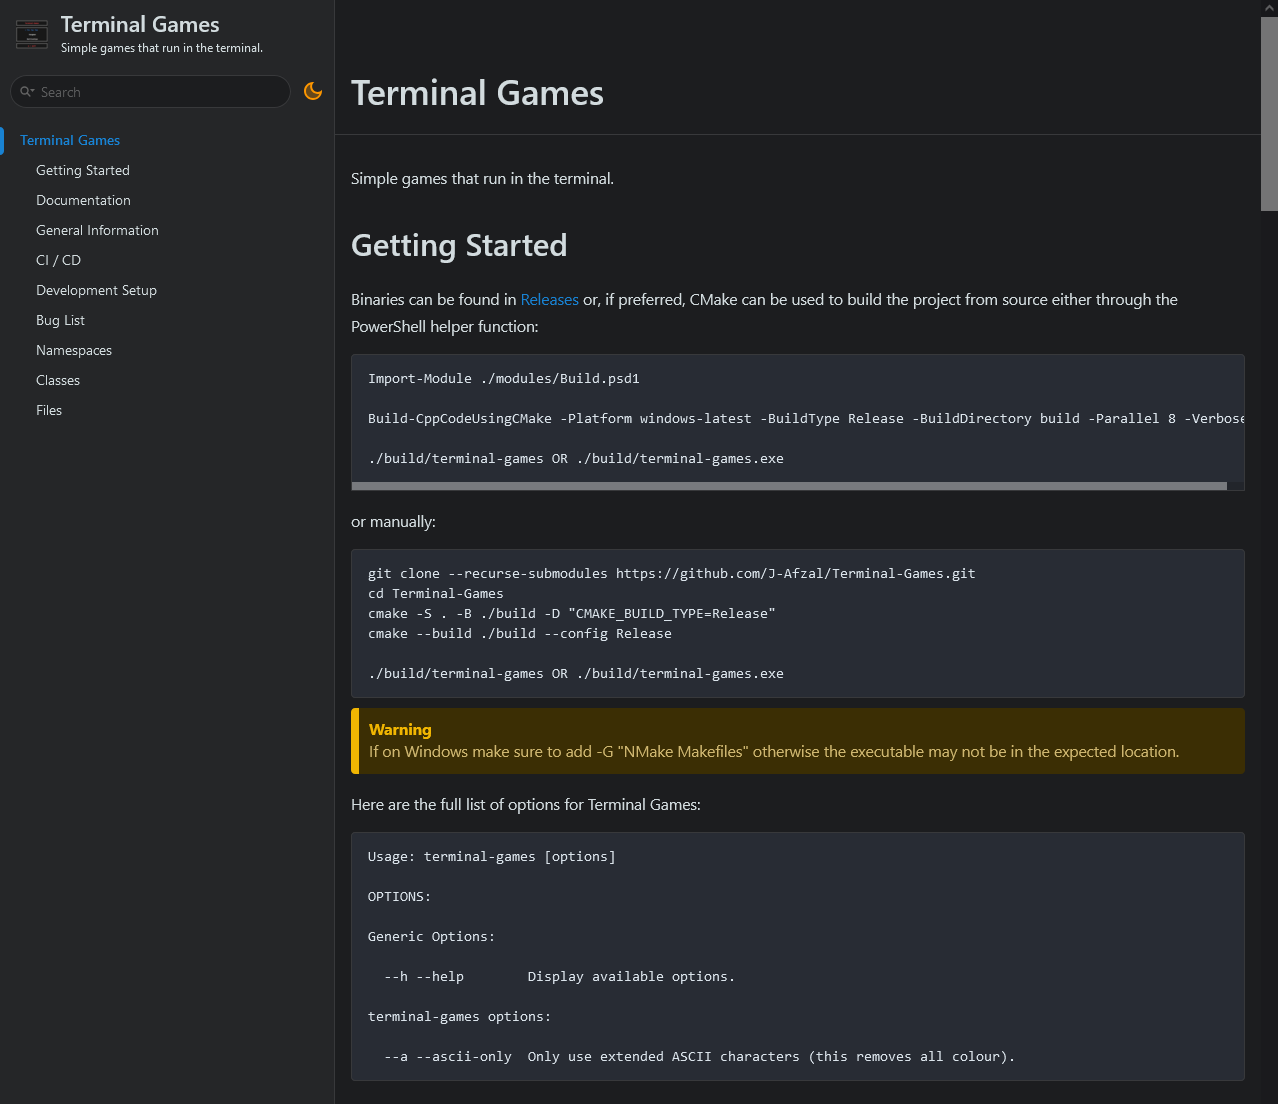 Terminal Games
Simple games that run in the terminal.
Search
Terminal Games
Getting Started
Documentation
General Information
CI / CD
Development Setup
Bug List
Namespaces
Classes
Files
Terminal Games
Simple games that run in the terminal.
Getting Started
Binaries can be found in Releases or, if preferred, CMake can be used to build the project from source either through the
PowerShell helper function:
Import-Module ./modules/Build.psd1
Build-CppCodeUsingCMake -Platform windows-latest -BuildType Release -BuildDirectory build -Parallel 8 -Verbose
./build/terminal-games OR ./build/terminal-games.exe
or manually:
git clone --recurse-submodules https://github.com/J-Afzal/Terminal-Games.git
cd Terminal-Games
cmake -S . -B ./build -D "CMAKE_BUILD_TYPE=Release"
cmake --build ./build --config Release
./build/terminal-games OR ./build/terminal-games.exe
Warning
If on Windows make sure to add -G "NMake Makefiles" otherwise the executable may not be in the expected location.
Here are the full list of options for Terminal Games:
Usage: terminal-games [options]
OPTIONS:
Generic Options:
--h --help        Display available options.
terminal-games options:
--a --ascii-only  Only use extended ASCII characters (this removes all colour).